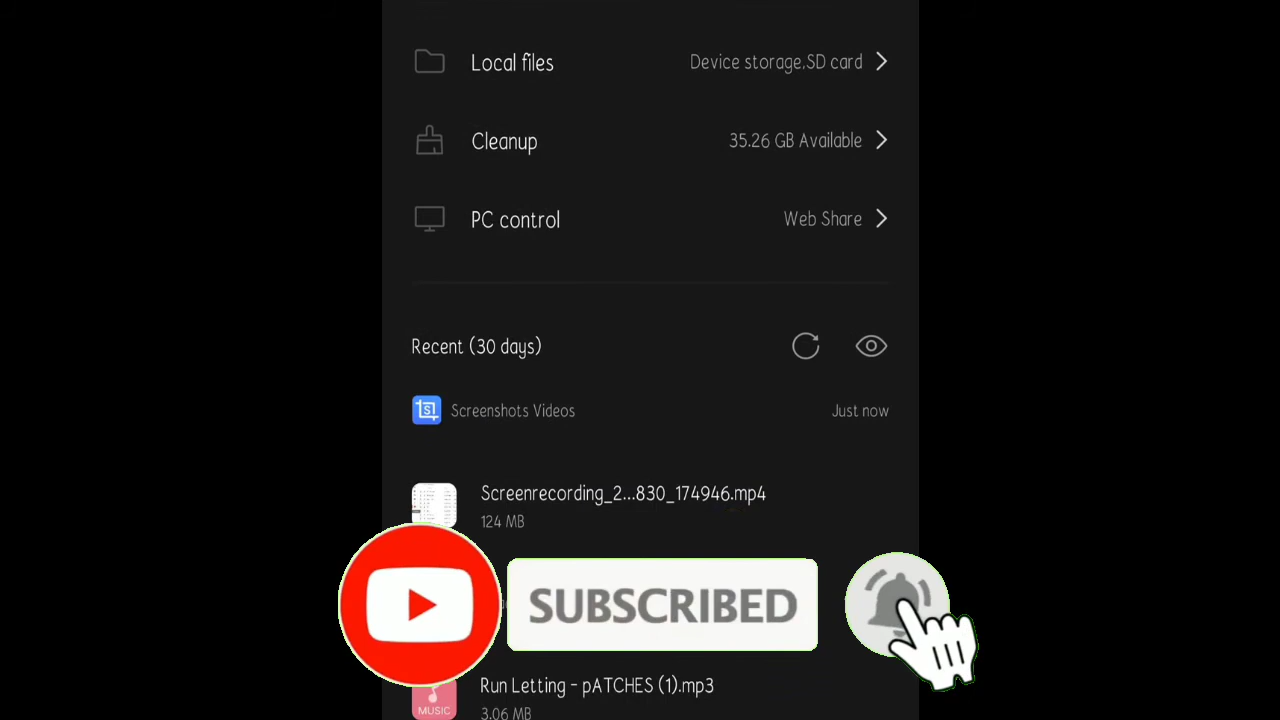 Local files Device storage,SD card
Cleanup 35.26 GB Available
PC control Web Share
Recent (30 days)
Screenshots Videos Just now
Screenrecording_2...830_174946.mp4
124 MB
SUBSCRIBED
Run Letting - pATCHES (1).mp3
MUSIC
3.06 MB